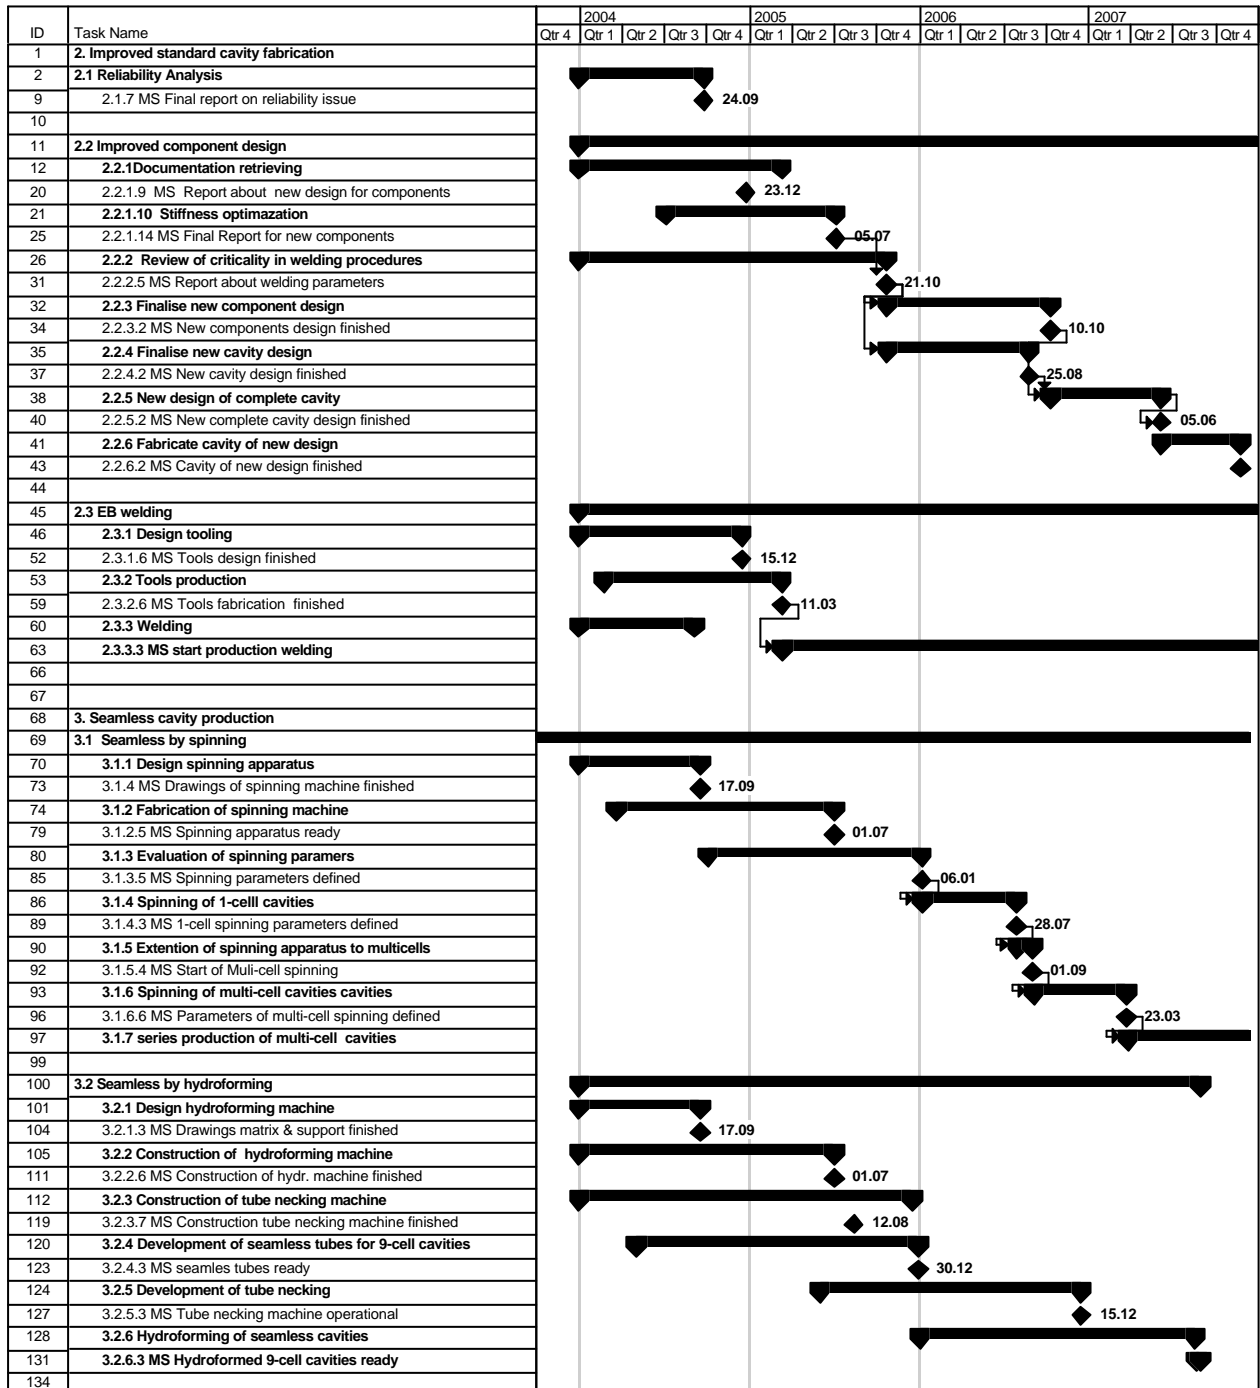 2004 2005 2006 2007
ID Task Name Qtr 4 Qtr 1 Qtr 2 Qtr 3 Qtr 4 Qtr 1 Qtr 2 Qtr 3 Qtr 4 Qtr 1 Qtr 2 Qtr 3 Qtr 4 Qtr 1 Qtr 2 Qtr 3 Qtr 4
1 2. Improved standard cavity fabrication
2 2.1 Reliability Analysis
9 2.1.7 MS Final report on reliability issue 24.09
10
11 2.2 Improved component design
12 2.2.1Documentation retrieving
20 2.2.1.9 MS Report about new design for components 23.12
21 2.2.1.10 Stiffness optimazation
25 2.2.1.14 MS Final Report for new components 05.07
26 2.2.2 Review of criticality in welding procedures
31 2.2.2.5 MS Report about welding parameters 21.10
32 2.2.3 Finalise new component design
34 2.2.3.2 MS New components design finished 10.10
35 2.2.4 Finalise new cavity design
37 2.2.4.2 MS New cavity design finished 25.08
38 2.2.5 New design of complete cavity
40 2.2.5.2 MS New complete cavity design finished 05.06
41 2.2.6 Fabricate cavity of new design
43 2.2.6.2 MS Cavity of new design finished
44
45 2.3 EB welding
46 2.3.1 Design tooling
52 2.3.1.6 MS Tools design finished 15.12
53 2.3.2 Tools production
59 2.3.2.6 MS Tools fabrication finished 11.03
60 2.3.3 Welding
63 2.3.3.3 MS start production welding
66
67
68 3. Seamless cavity production
69 3.1 Seamless by spinning
70 3.1.1 Design spinning apparatus
73 3.1.4 MS Drawings of spinning machine finished 17.09
74 3.1.2 Fabrication of spinning machine
79 3.1.2.5 MS Spinning apparatus ready 01.07
80 3.1.3 Evaluation of spinning paramers
85 3.1.3.5 MS Spinning parameters defined 06.01
86 3.1.4 Spinning of 1-celll cavities
89 3.1.4.3 MS 1-cell spinning parameters defined 28.07
90 3.1.5 Extention of spinning apparatus to multicells
92 3.1.5.4 MS Start of Muli-cell spinning 01.09
93 3.1.6 Spinning of multi-cell cavities cavities
96 3.1.6.6 MS Parameters of multi-cell spinning defined 23.03
97 3.1.7 series production of multi-cell cavities
99
100 3.2 Seamless by hydroforming
101 3.2.1 Design hydroforming machine
104 3.2.1.3 MS Drawings matrix & support finished 17.09
105 3.2.2 Construction of hydroforming machine
111 3.2.2.6 MS Construction of hydr. machine finished 01.07
112 3.2.3 Construction of tube necking machine
119 3.2.3.7 MS Construction tube necking machine finished 12.08
120 3.2.4 Development of seamless tubes for 9-cell cavities
123 3.2.4.3 MS seamles tubes ready 30.12
124 3.2.5 Development of tube necking
127 3.2.5.3 MS Tube necking machine operational 15.12
128 3.2.6 Hydroforming of seamless cavities
131 3.2.6.3 MS Hydroformed 9-cell cavities ready
134